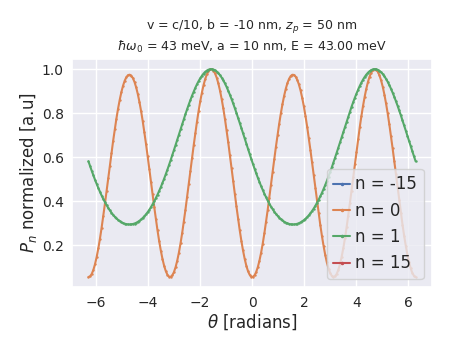 v = c/10, b = -10 nm, z_p = 50 nm
ℏω₀ = 43 meV, a = 10 nm, E = 43.00 meV
P_n normalized [a.u]
1.0
0.8
0.6
0.4
0.2
n = -15
n = 0
n = 1
n = 15
−6 −4 −2 0 2 4 6
θ [radians]